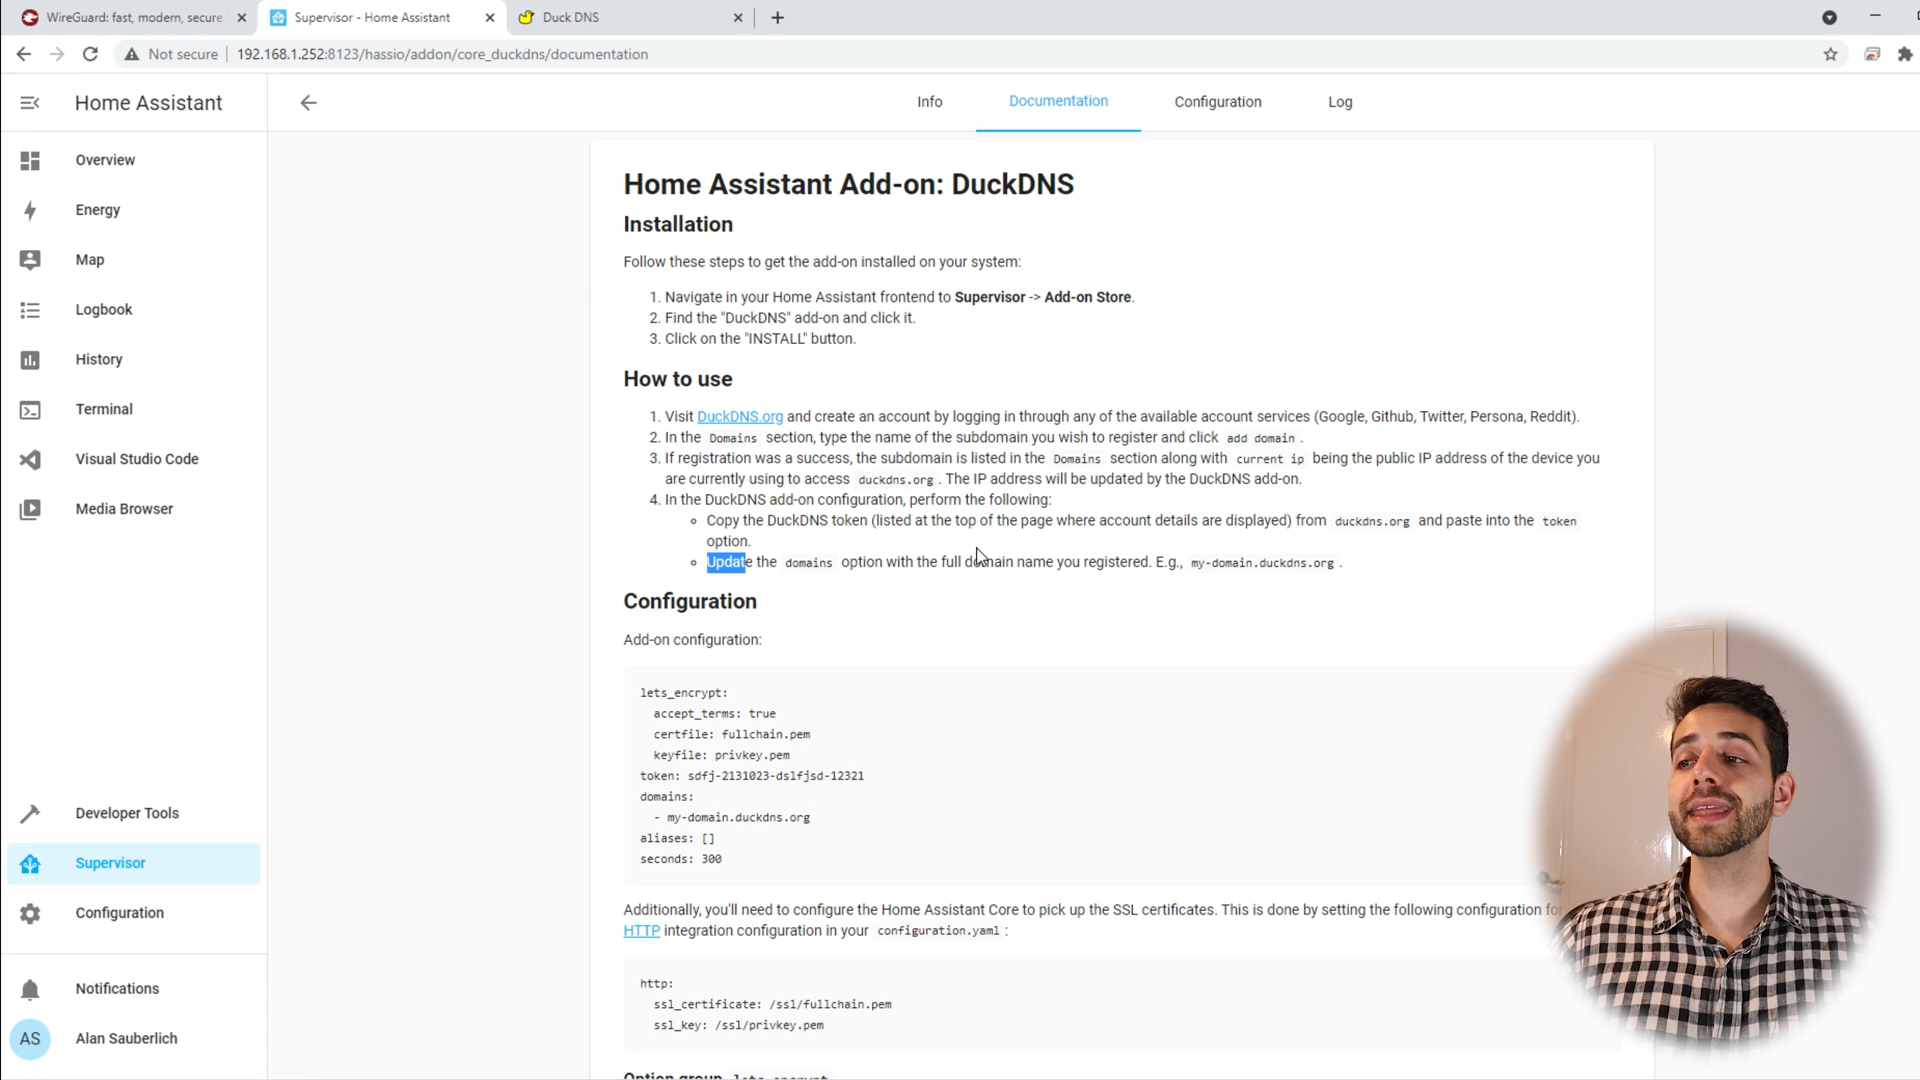 WireGuard: fast, modern, secure
Supervisor - Home Assistant
Duck DNS
Not secure
192.168.1.252:8123/hassio/addon/core_duckdns/documentation
Home Assistant
Info
Documentation
Configuration
Log
Overview
Energy
Map
Logbook
History
Terminal
Visual Studio Code
Media Browser
Developer Tools
Supervisor
Configuration
Notifications
AS
Alan Sauberlich
Home Assistant Add-on: DuckDNS
Installation
Follow these steps to get the add-on installed on your system:
1. Navigate in your Home Assistant frontend to Supervisor -> Add-on Store.
2. Find the "DuckDNS" add-on and click it.
3. Click on the "INSTALL" button.
How to use
1. Visit DuckDNS.org and create an account by logging in through any of the available account services (Google, Github, Twitter, Persona, Reddit).
2. In the Domains section, type the name of the subdomain you wish to register and click add domain .
3. If registration was a success, the subdomain is listed in the Domains section along with current ip being the public IP address of the device you
are currently using to access duckdns.org . The IP address will be updated by the DuckDNS add-on.
4. In the DuckDNS add-on configuration, perform the following:
Copy the DuckDNS token (listed at the top of the page where account details are displayed) from duckdns.org and paste into the token
option.
Update the domains option with the full domain name you registered. E.g., my-domain.duckdns.org .
Configuration
Add-on configuration:
lets_encrypt:
accept_terms: true
certfile: fullchain.pem
keyfile: privkey.pem
token: sdfj-2131023-dslfjsd-12321
domains:
- my-domain.duckdns.org
aliases: []
seconds: 300
Additionally, you'll need to configure the Home Assistant Core to pick up the SSL certificates. This is done by setting the following configuration for
HTTP integration configuration in your configuration.yaml :
http:
ssl_certificate: /ssl/fullchain.pem
ssl_key: /ssl/privkey.pem
Option group lets_encrypt